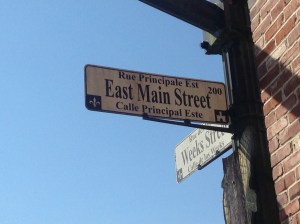 Rue Principale Est
East Main Street
200
Calle Principal Este
Weeks Street